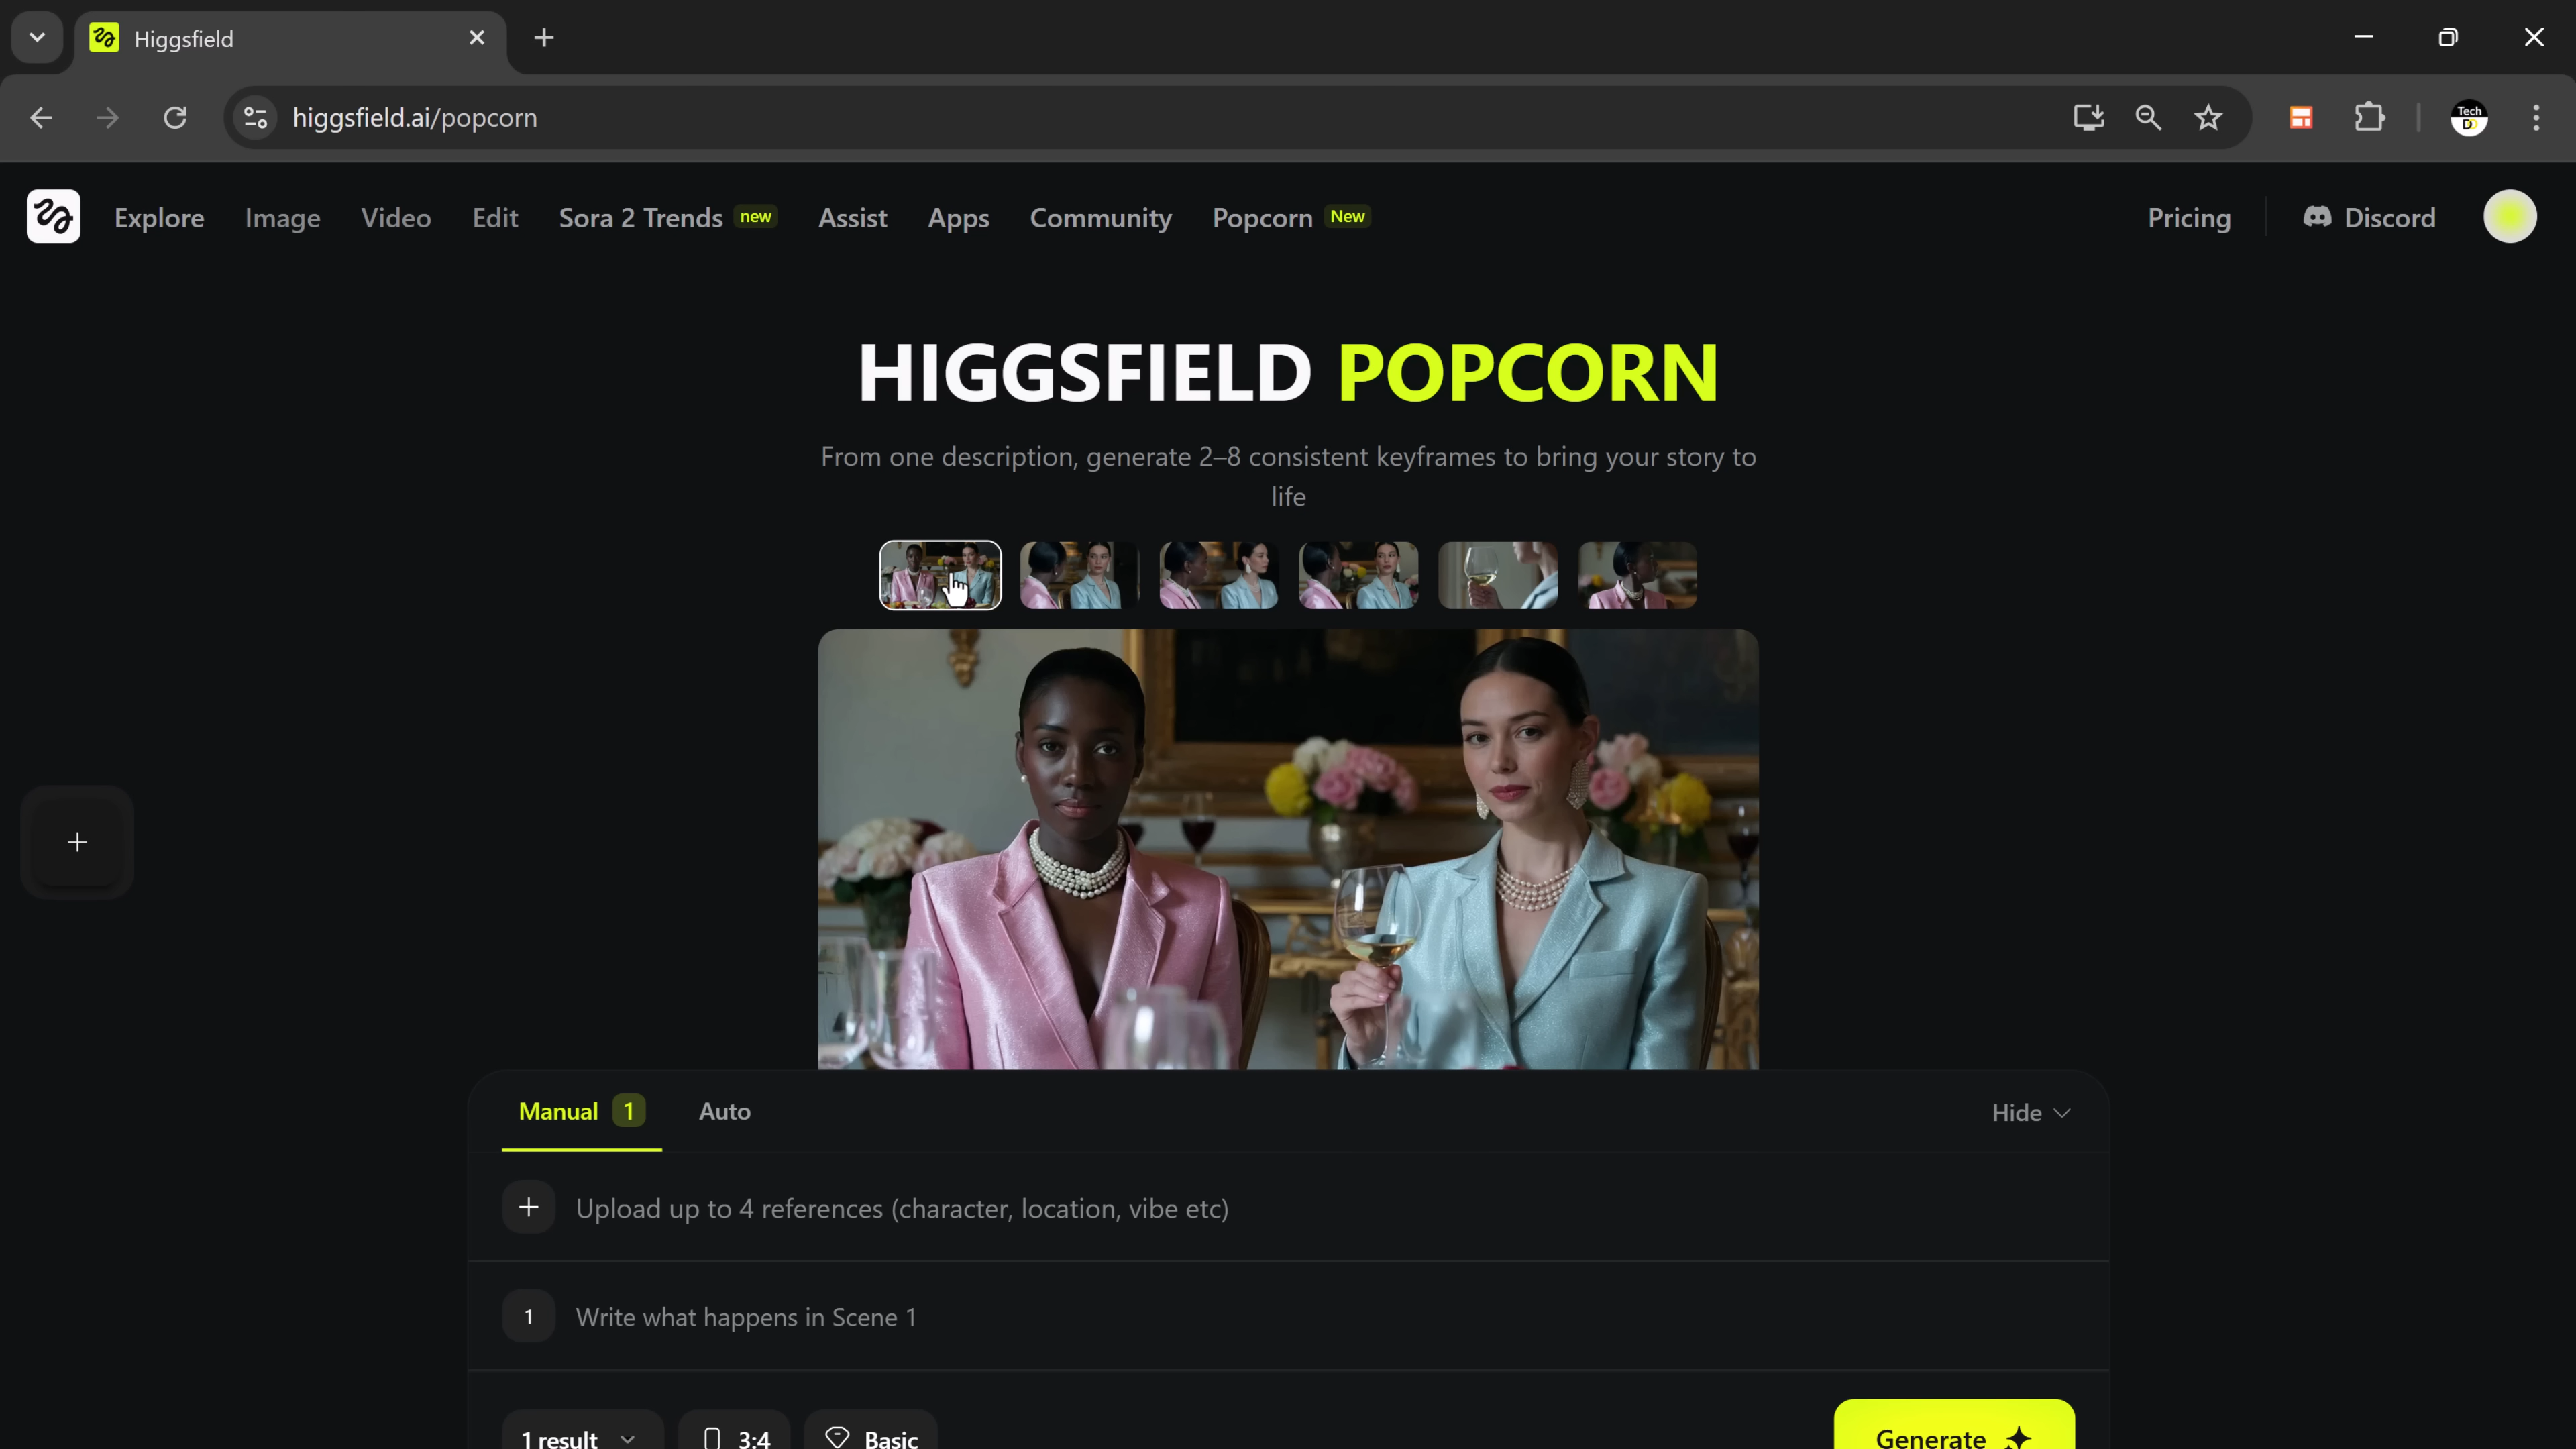 Higgsfield
higgsfield.ai/popcorn
Tech
D
Explore
Image
Video
Edit
Sora 2 Trends new
Assist
Apps
Community
Popcorn New
Pricing
Discord
HIGGSFIELD POPCORN
From one description, generate 2–8 consistent keyframes to bring your story to
life
Manual 1
Auto
Hide
Upload up to 4 references (character, location, vibe etc)
1 Write what happens in Scene 1
1 result
3:4
Basic
Generate